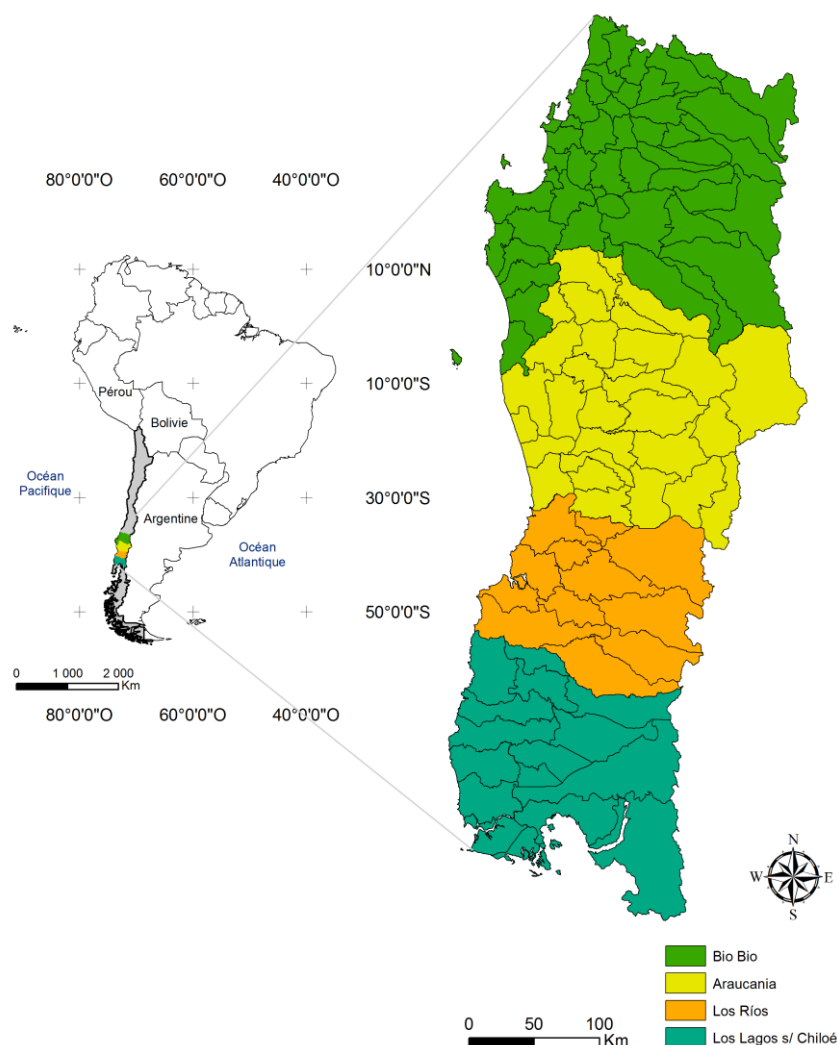 80°0'0"O 60°0'0"O 40°0'0"O
10°0'0"N
10°0'0"S
Pérou
Bolivie
Océan
Pacifique
30°0'0"S
Argentine
Océan
Atlantique
50°0'0"S
0 1 000 2 000
Km
80°0'0"O 60°0'0"O 40°0'0"O
N
W E
S
Bio Bio
Araucania
Los Ríos
Los Lagos s/ Chiloé
0 50 100
Km